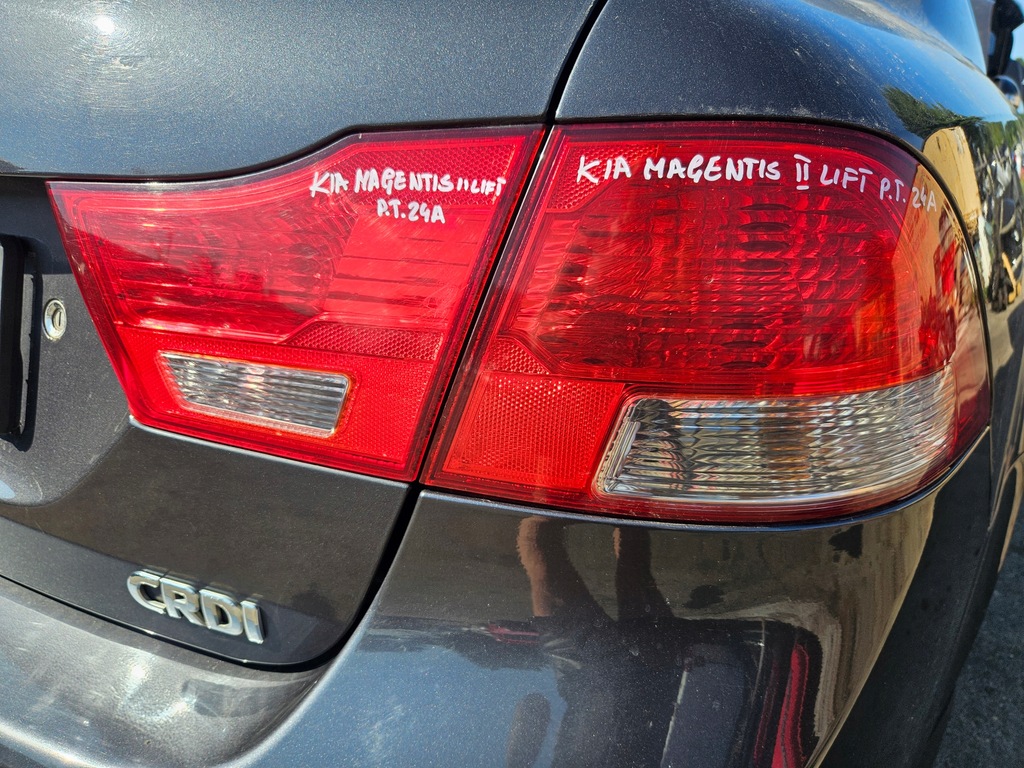 KIA MAGENTIS II LIFT
P.T. 24A
KIA MAGENTIS II LIFT P.T. 24A
CRDI